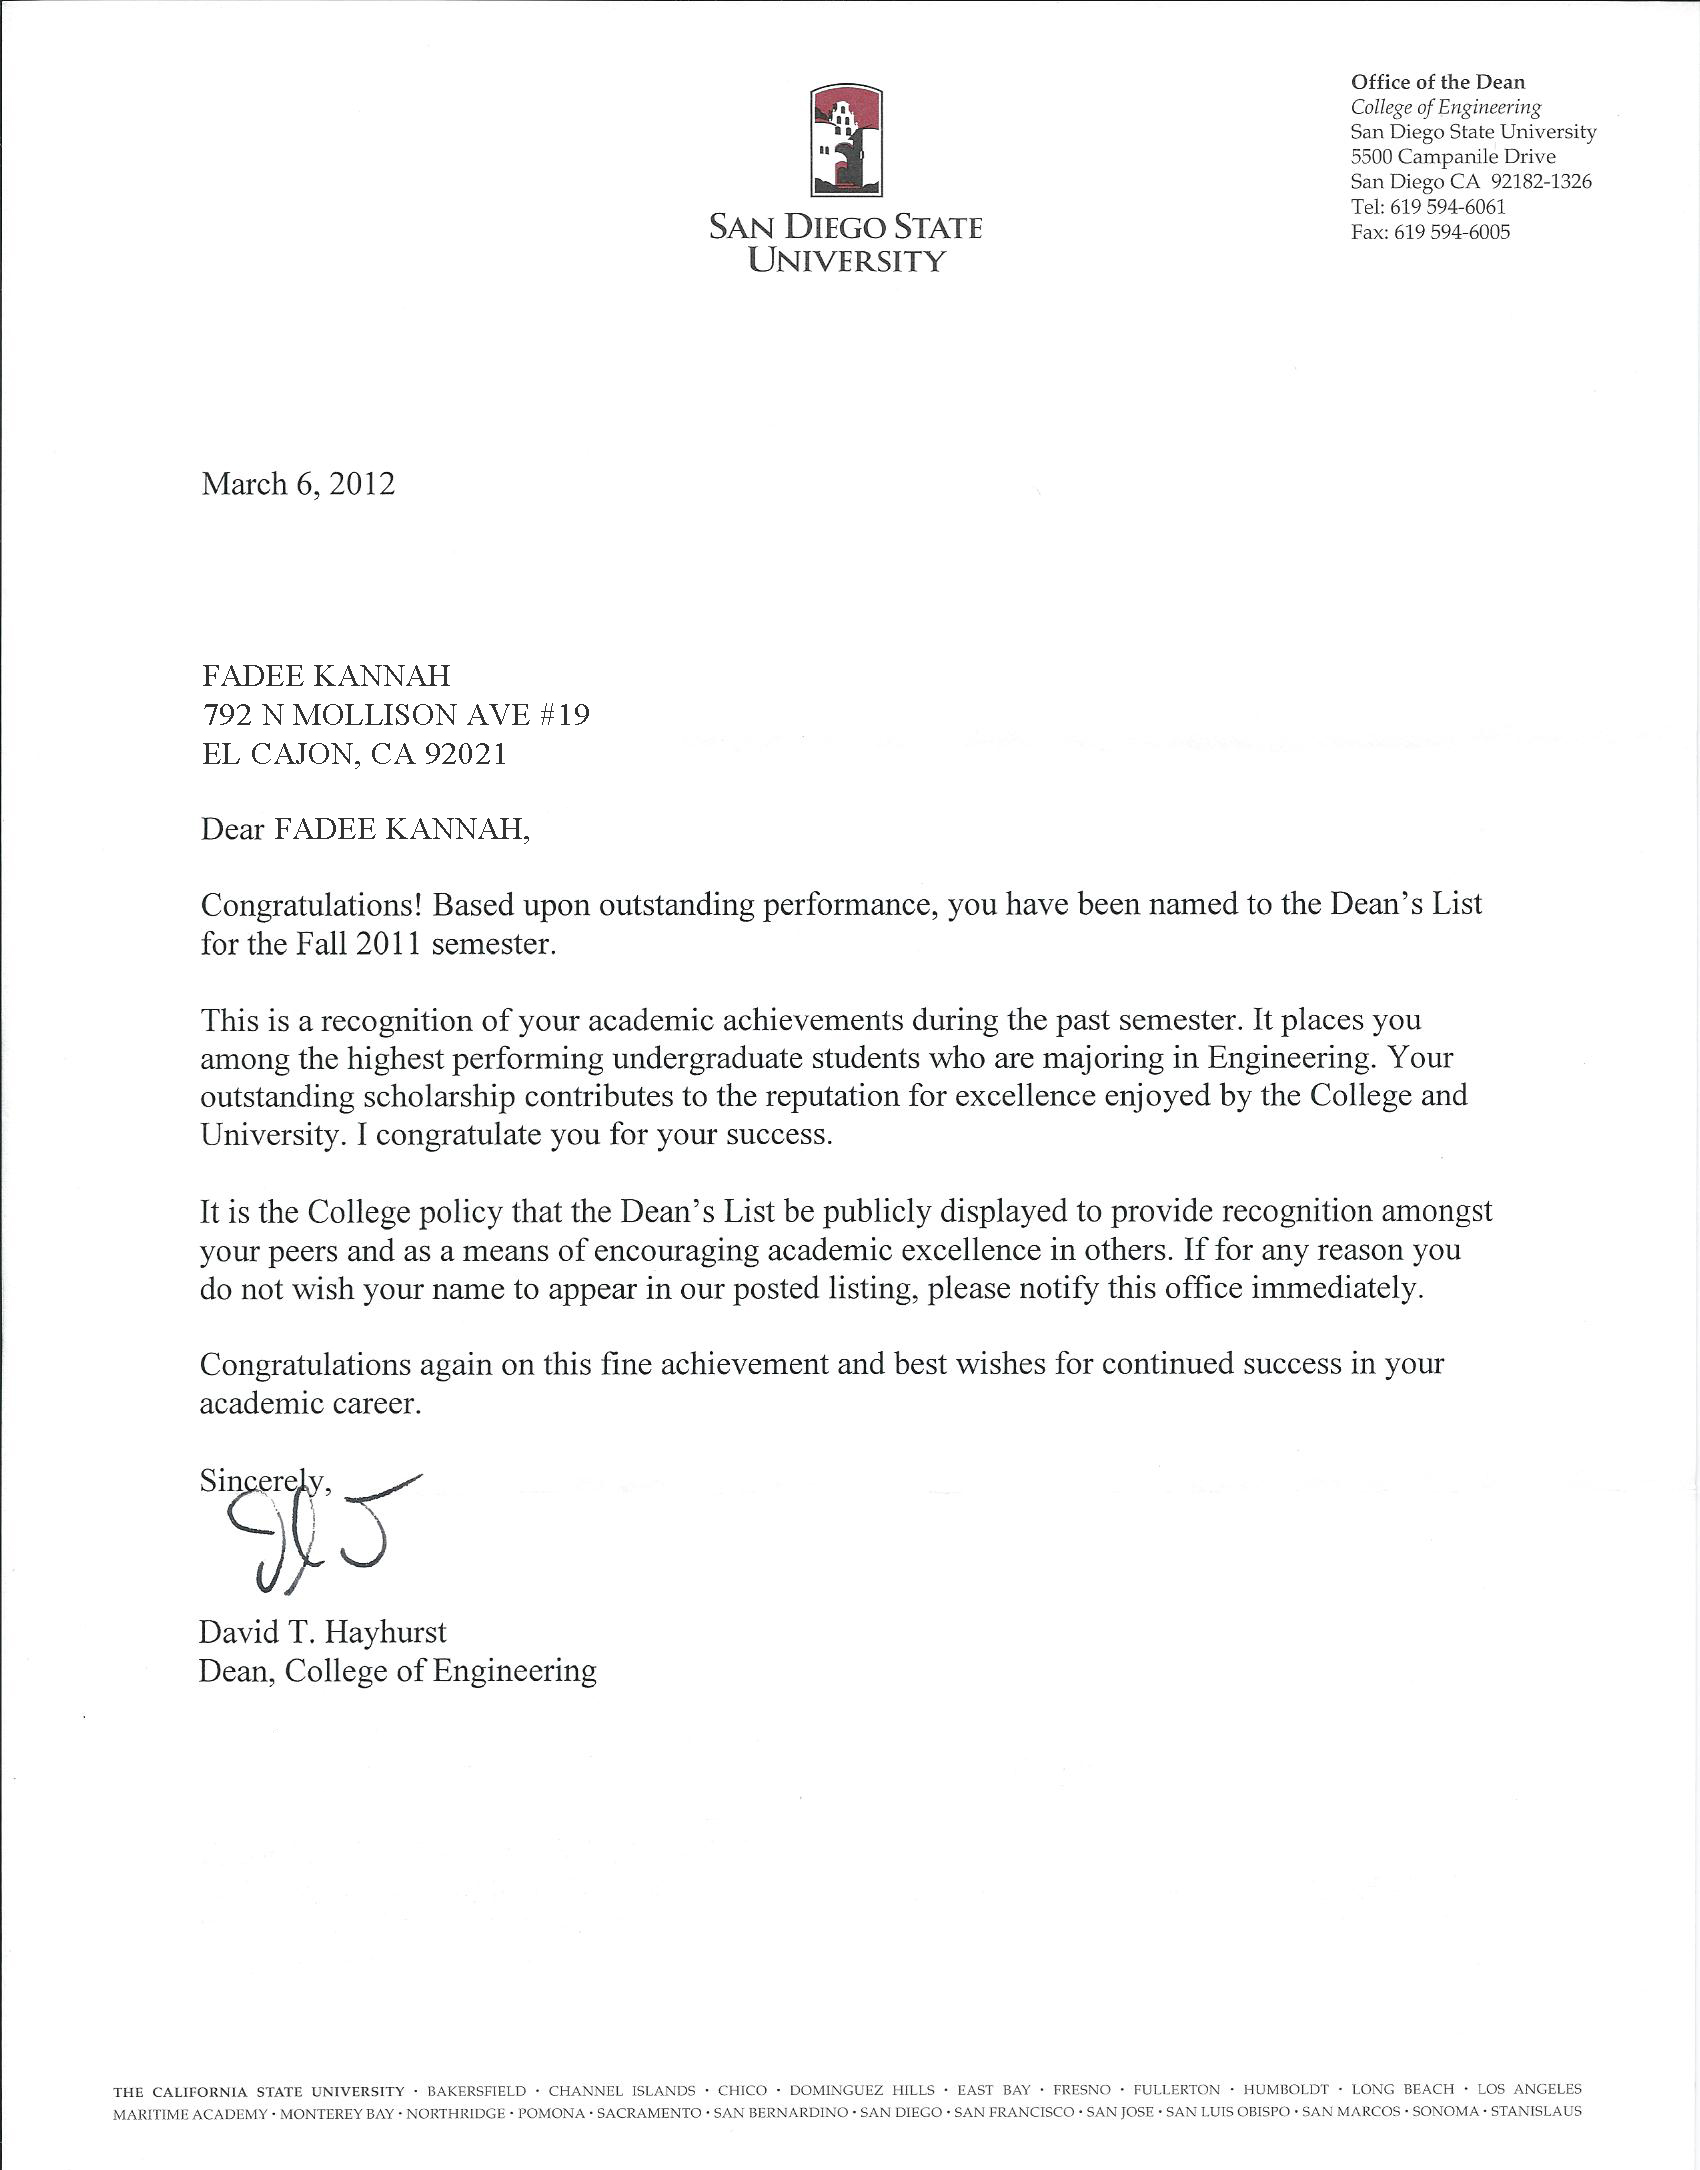 Office of the Dean
College of Engineering
San Diego State University
5500 Campanile Drive
San Diego CA  92182-1326
Tel: 619 594-6061
Fax: 619 594-6005
SAN DIEGO STATE
UNIVERSITY
March 6, 2012
FADEE KANNAH
792 N MOLLISON AVE #19
EL CAJON, CA 92021
Dear FADEE KANNAH,
Congratulations! Based upon outstanding performance, you have been named to the Dean's List
for the Fall 2011 semester.
This is a recognition of your academic achievements during the past semester. It places you
among the highest performing undergraduate students who are majoring in Engineering. Your
outstanding scholarship contributes to the reputation for excellence enjoyed by the College and
University. I congratulate you for your success.
It is the College policy that the Dean's List be publicly displayed to provide recognition amongst
your peers and as a means of encouraging academic excellence in others. If for any reason you
do not wish your name to appear in our posted listing, please notify this office immediately.
Congratulations again on this fine achievement and best wishes for continued success in your
academic career.
Sincerely,
David T. Hayhurst
Dean, College of Engineering
THE CALIFORNIA STATE UNIVERSITY · BAKERSFIELD · CHANNEL ISLANDS · CHICO · DOMINGUEZ HILLS · EAST BAY · FRESNO · FULLERTON · HUMBOLDT · LONG BEACH · LOS ANGELES
MARITIME ACADEMY · MONTEREY BAY · NORTHRIDGE · POMONA · SACRAMENTO · SAN BERNARDINO · SAN DIEGO · SAN FRANCISCO · SAN JOSE · SAN LUIS OBISPO · SAN MARCOS · SONOMA · STANISLAUS